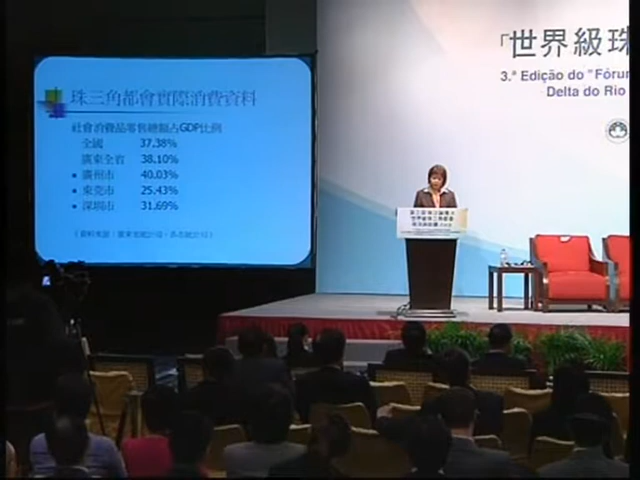 珠三角都會實際消費資料
社會消費品零售總額占GDP比例
全國 37.38%
廣東全省 38.10%
廣州市 40.03%
東莞市 25.43%
深圳市 31.69%
「世界級珠
3.ª Edição do "Fóru
Delta do Rio